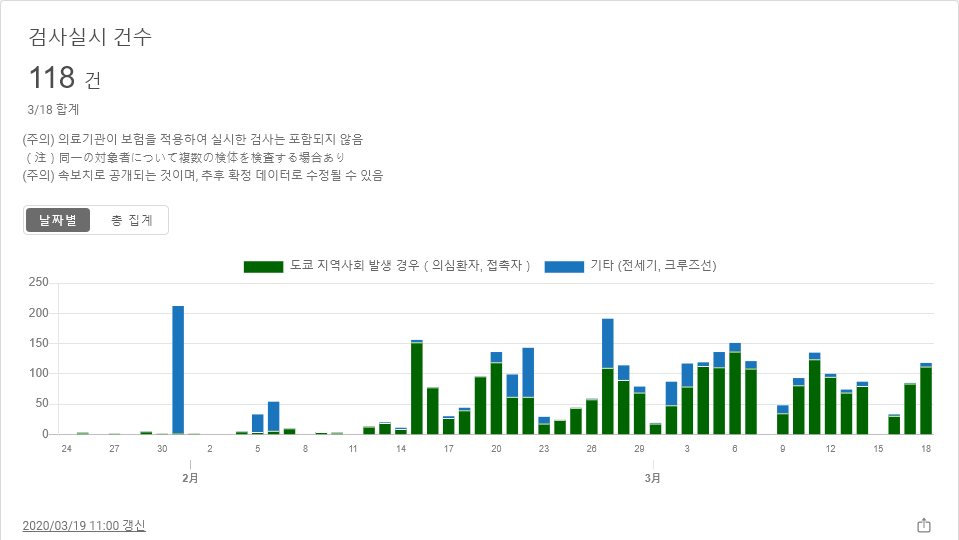 검사실시 건수
118 건
3/18 합계
(주의) 의료기관이 보험을 적용하여 실시한 검사는 포함되지 않음
（注）同一の対象者について複数の検体を検査する場合あり
(주의) 속보치로 공개되는 것이며, 추후 확정 데이터로 수정될 수 있음
날짜별 총 집계
도쿄 지역사회 발생 경우 ( 의심환자, 접촉자 ) 기타 (전세기, 크루즈선)
250
200
150
100
50
0
24 27 30 2 5 8 11 14 17 20 23 26 29 3 6 9 12 15 18
2月 3月
2020/03/19 11:00 갱신